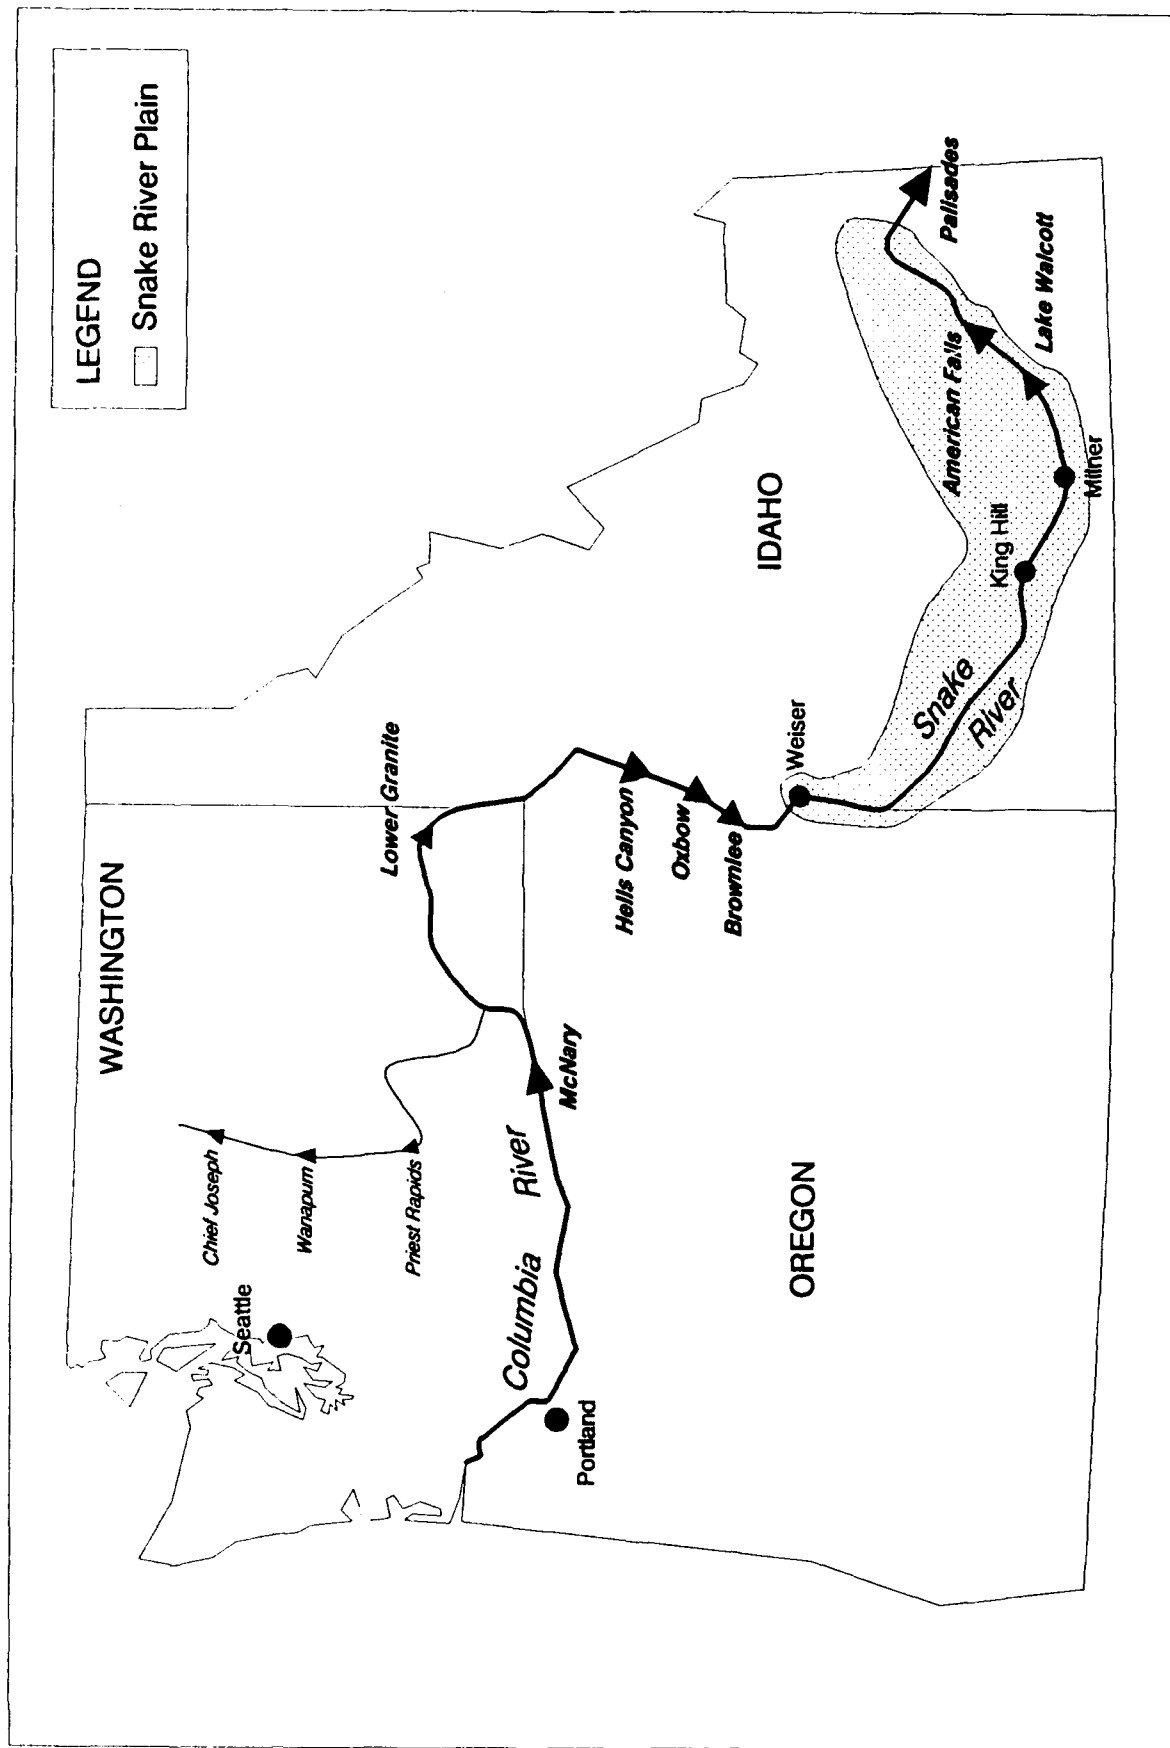 LEGEND
Snake River Plain
WASHINGTON
Chief Joseph
Wanapum
Priest Rapids
Seattle
Lower Granite
Columbia River
McNary
Portland
Hells Canyon
Oxbow
Brownlee
Weiser
IDAHO
OREGON
Snake
River
King Hill
Milner
American Falls
Lake Walcott
Palisades